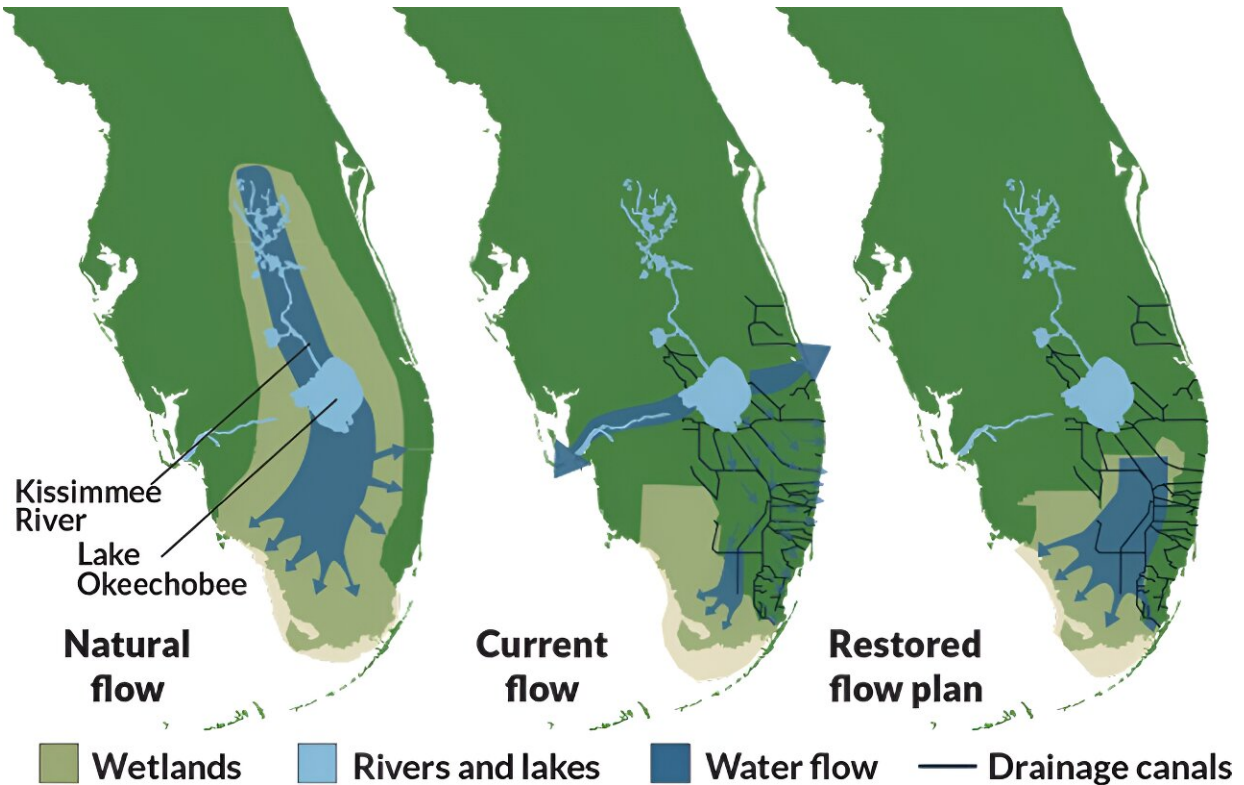 Kissimmee
River
Lake
Okeechobee
Natural
flow
Current
flow
Restored
flow plan
Wetlands
Rivers and lakes
Water flow
Drainage canals